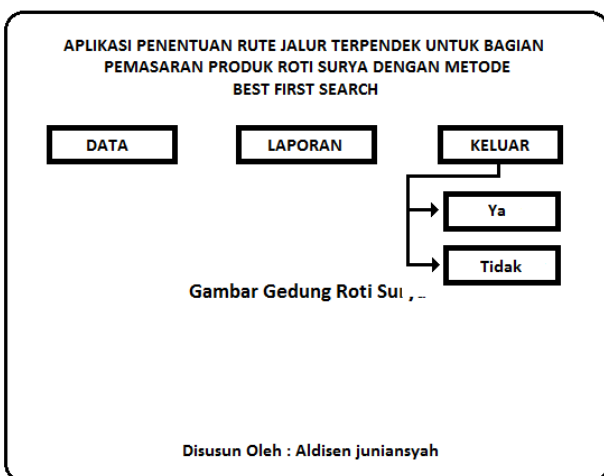 APLIKASI PENENTUAN RUTE JALUR TERPENDEK UNTUK BAGIAN
PEMASARAN PRODUK ROTI SURYA DENGAN METODE
BEST FIRST SEARCH
DATA LAPORAN KELUAR
Ya
Tidak
Gambar Gedung Roti
Disusun Oleh : Aldisen juniansyah